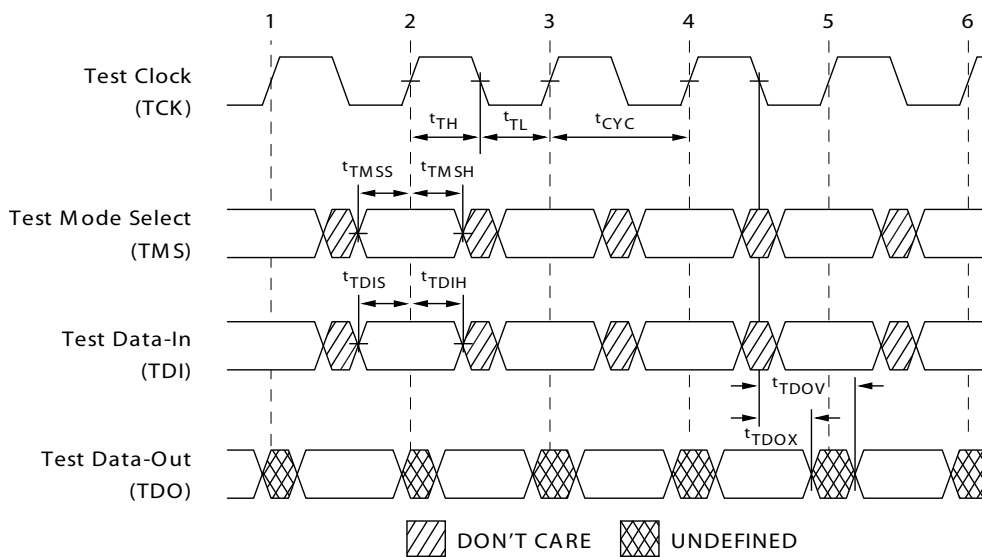 1 2 3 4 5 6
Test Clock
(TCK)
tTH tTL tCYC
tTMSS tTMSH
Test Mode Select
(TMS)
tTDIS tTDIH
Test Data-In
(TDI)
tTDOV
tTDOX
Test Data-Out
(TDO)
DON'T CARE UNDEFINED